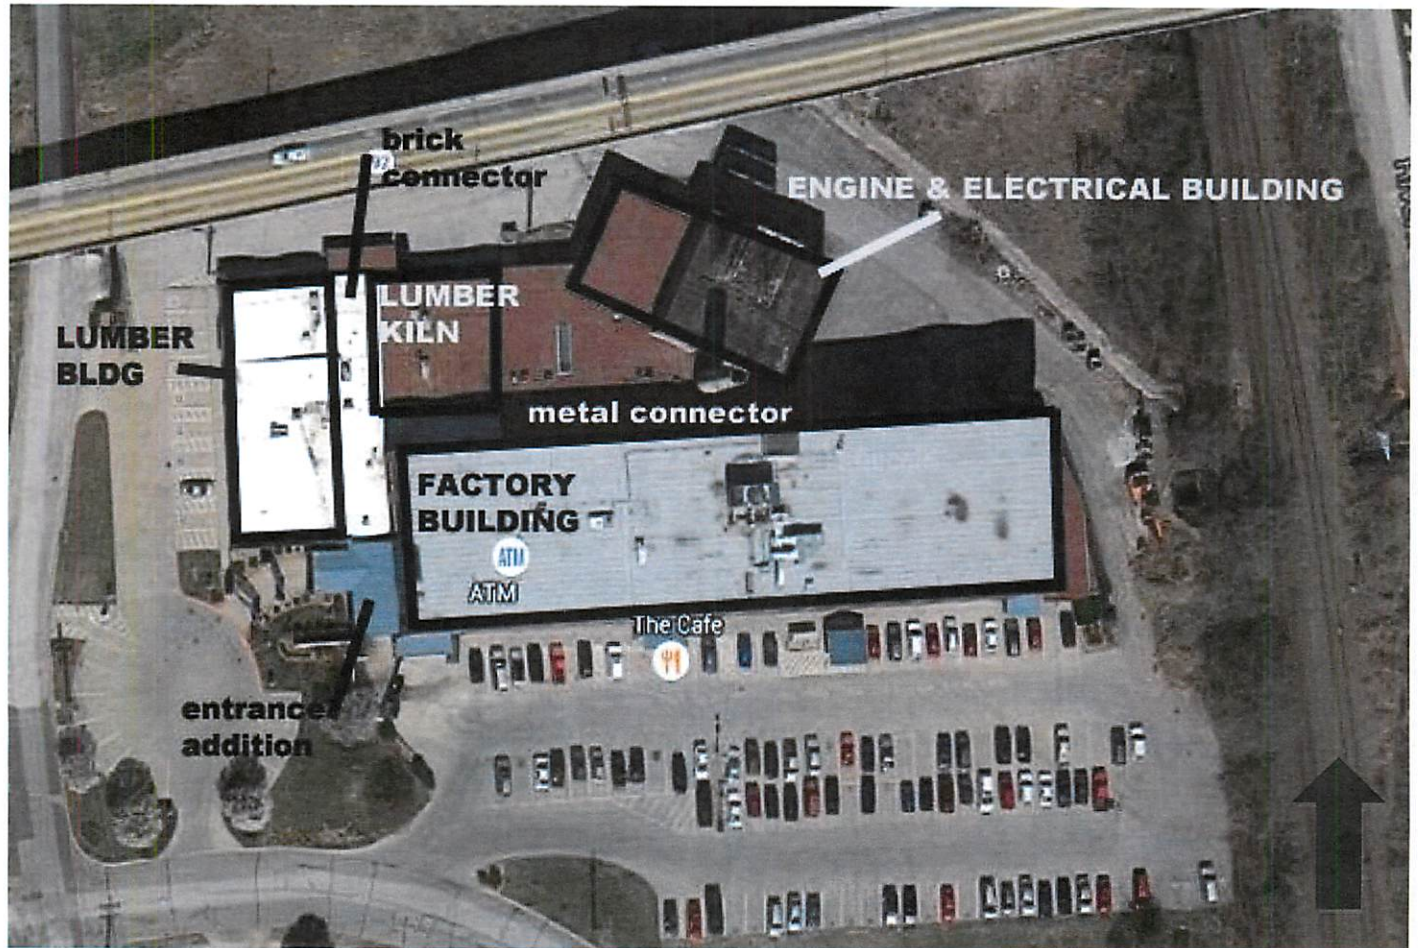 brick
connector
ENGINE & ELECTRICAL BUILDING
LUMBER
KILN
LUMBER
BLDG
metal connector
FACTORY
BUILDING
ATM
ATM
The Cafe
entrance
addition